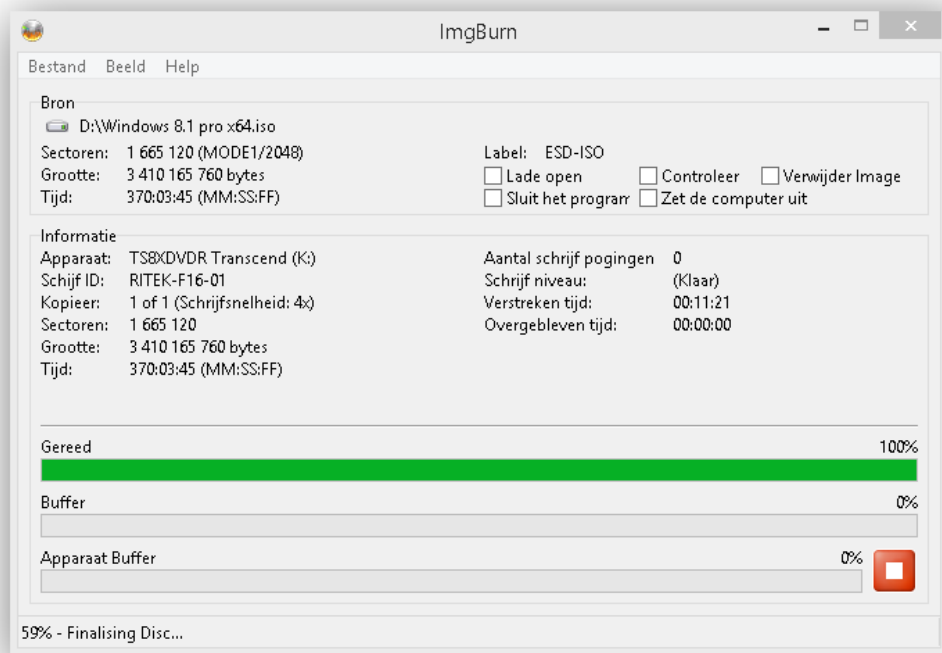 ImgBurn
Bestand Beeld Help
Bron
D:\Windows 8.1 pro x64.iso
Sectoren: 1 665 120 (MODE1/2048) Label: ESD-ISO
Grootte: 3 410 165 760 bytes Lade open Controleer Verwijder Image
Tijd: 370:03:45 (MM:SS:FF) Sluit het program Zet de computer uit
Informatie
Apparaat: TS8XDVDR Transcend (K:) Aantal schrijf pogingen 0
Schijf ID: RITEK-F16-01 Schrijf niveau: (Klaar)
Kopieer: 1 of 1 (Schrijfsnelheid: 4x) Verstreken tijd: 00:11:21
Sectoren: 1 665 120 Overgebleven tijd: 00:00:00
Grootte: 3 410 165 760 bytes
Tijd: 370:03:45 (MM:SS:FF)
Gereed 100%
Buffer 0%
Apparaat Buffer 0%
59% - Finalising Disc...